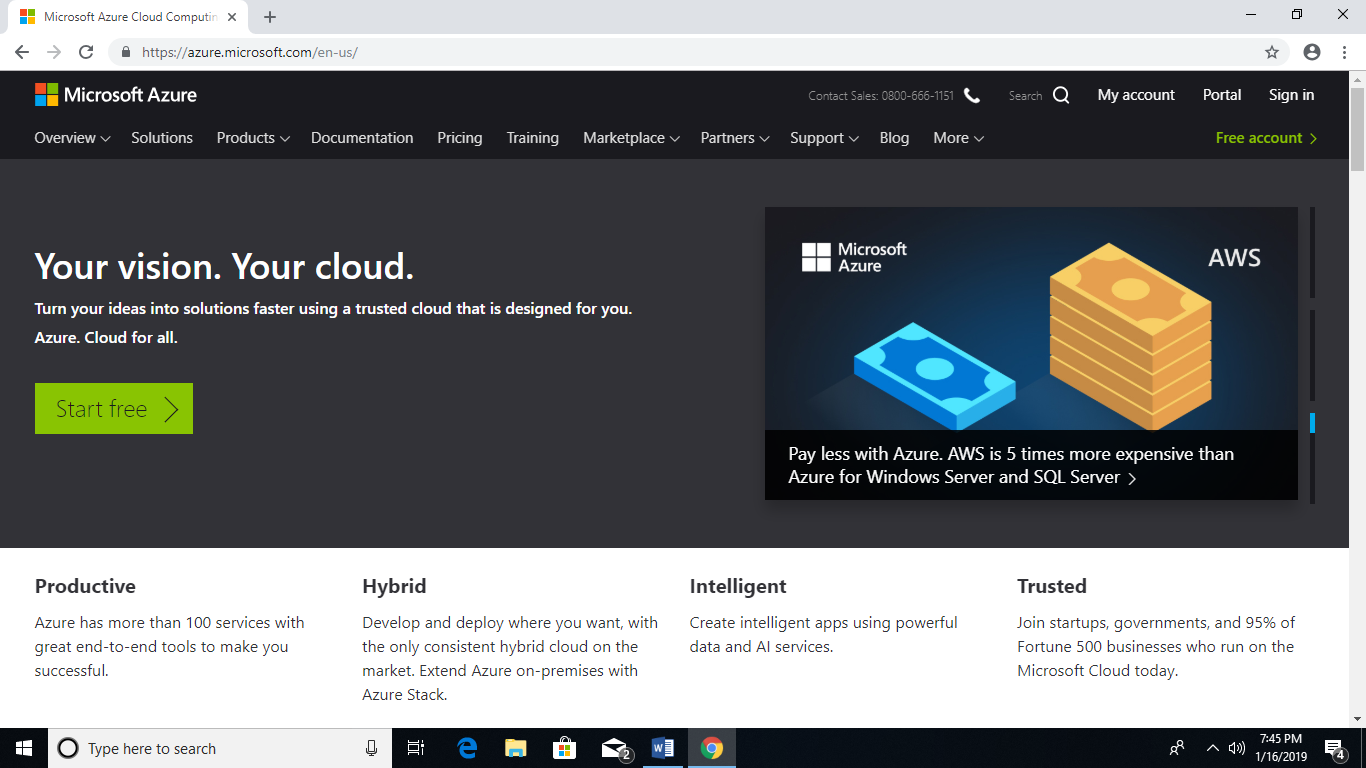 Microsoft Azure Cloud Computin
https://azure.microsoft.com/en-us/
Microsoft Azure
Contact Sales: 0800-666-1151
Search
My account
Portal
Sign in
Overview
Solutions
Products
Documentation
Pricing
Training
Marketplace
Partners
Support
Blog
More
Free account
Your vision. Your cloud.
Turn your ideas into solutions faster using a trusted cloud that is designed for you.
Azure. Cloud for all.
Start free
Microsoft
Azure
AWS
Pay less with Azure. AWS is 5 times more expensive than
Azure for Windows Server and SQL Server
Productive
Azure has more than 100 services with
great end-to-end tools to make you
successful.
Hybrid
Develop and deploy where you want, with
the only consistent hybrid cloud on the
market. Extend Azure on-premises with
Azure Stack.
Intelligent
Create intelligent apps using powerful
data and AI services.
Trusted
Join startups, governments, and 95% of
Fortune 500 businesses who run on the
Microsoft Cloud today.
Type here to search
2
W
7:45 PM
1/16/2019
4